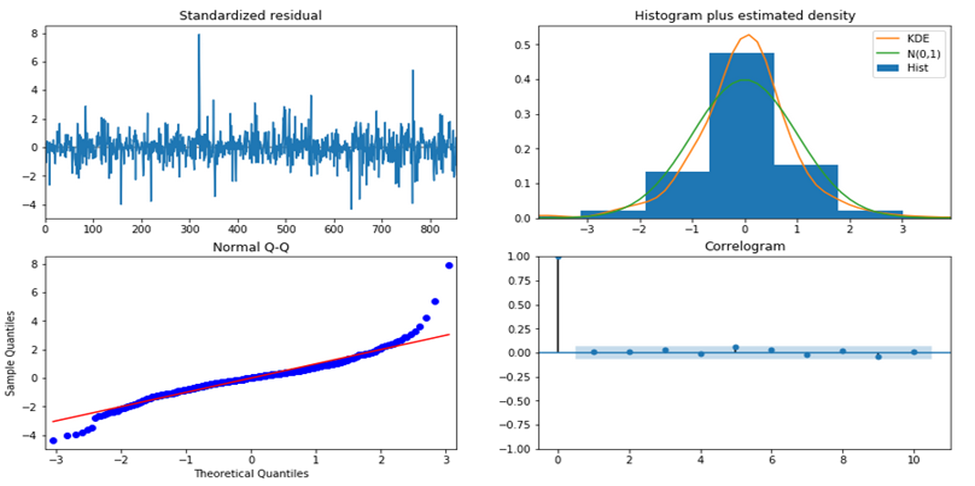 Standardized residual
8
6
4
2
0
−2
−4
0 100 200 300 400 500 600 700 800
Histogram plus estimated density
0.5
0.4
0.3
0.2
0.1
0.0
−3 −2 −1 0 1 2 3
KDE
N(0,1)
Hist
Normal Q-Q
Sample Quantiles
8
6
4
2
0
−2
−4
−3 −2 −1 0 1 2 3
Theoretical Quantiles
Correlogram
1.00
0.75
0.50
0.25
0.00
−0.25
−0.50
−0.75
−1.00
0 2 4 6 8 10